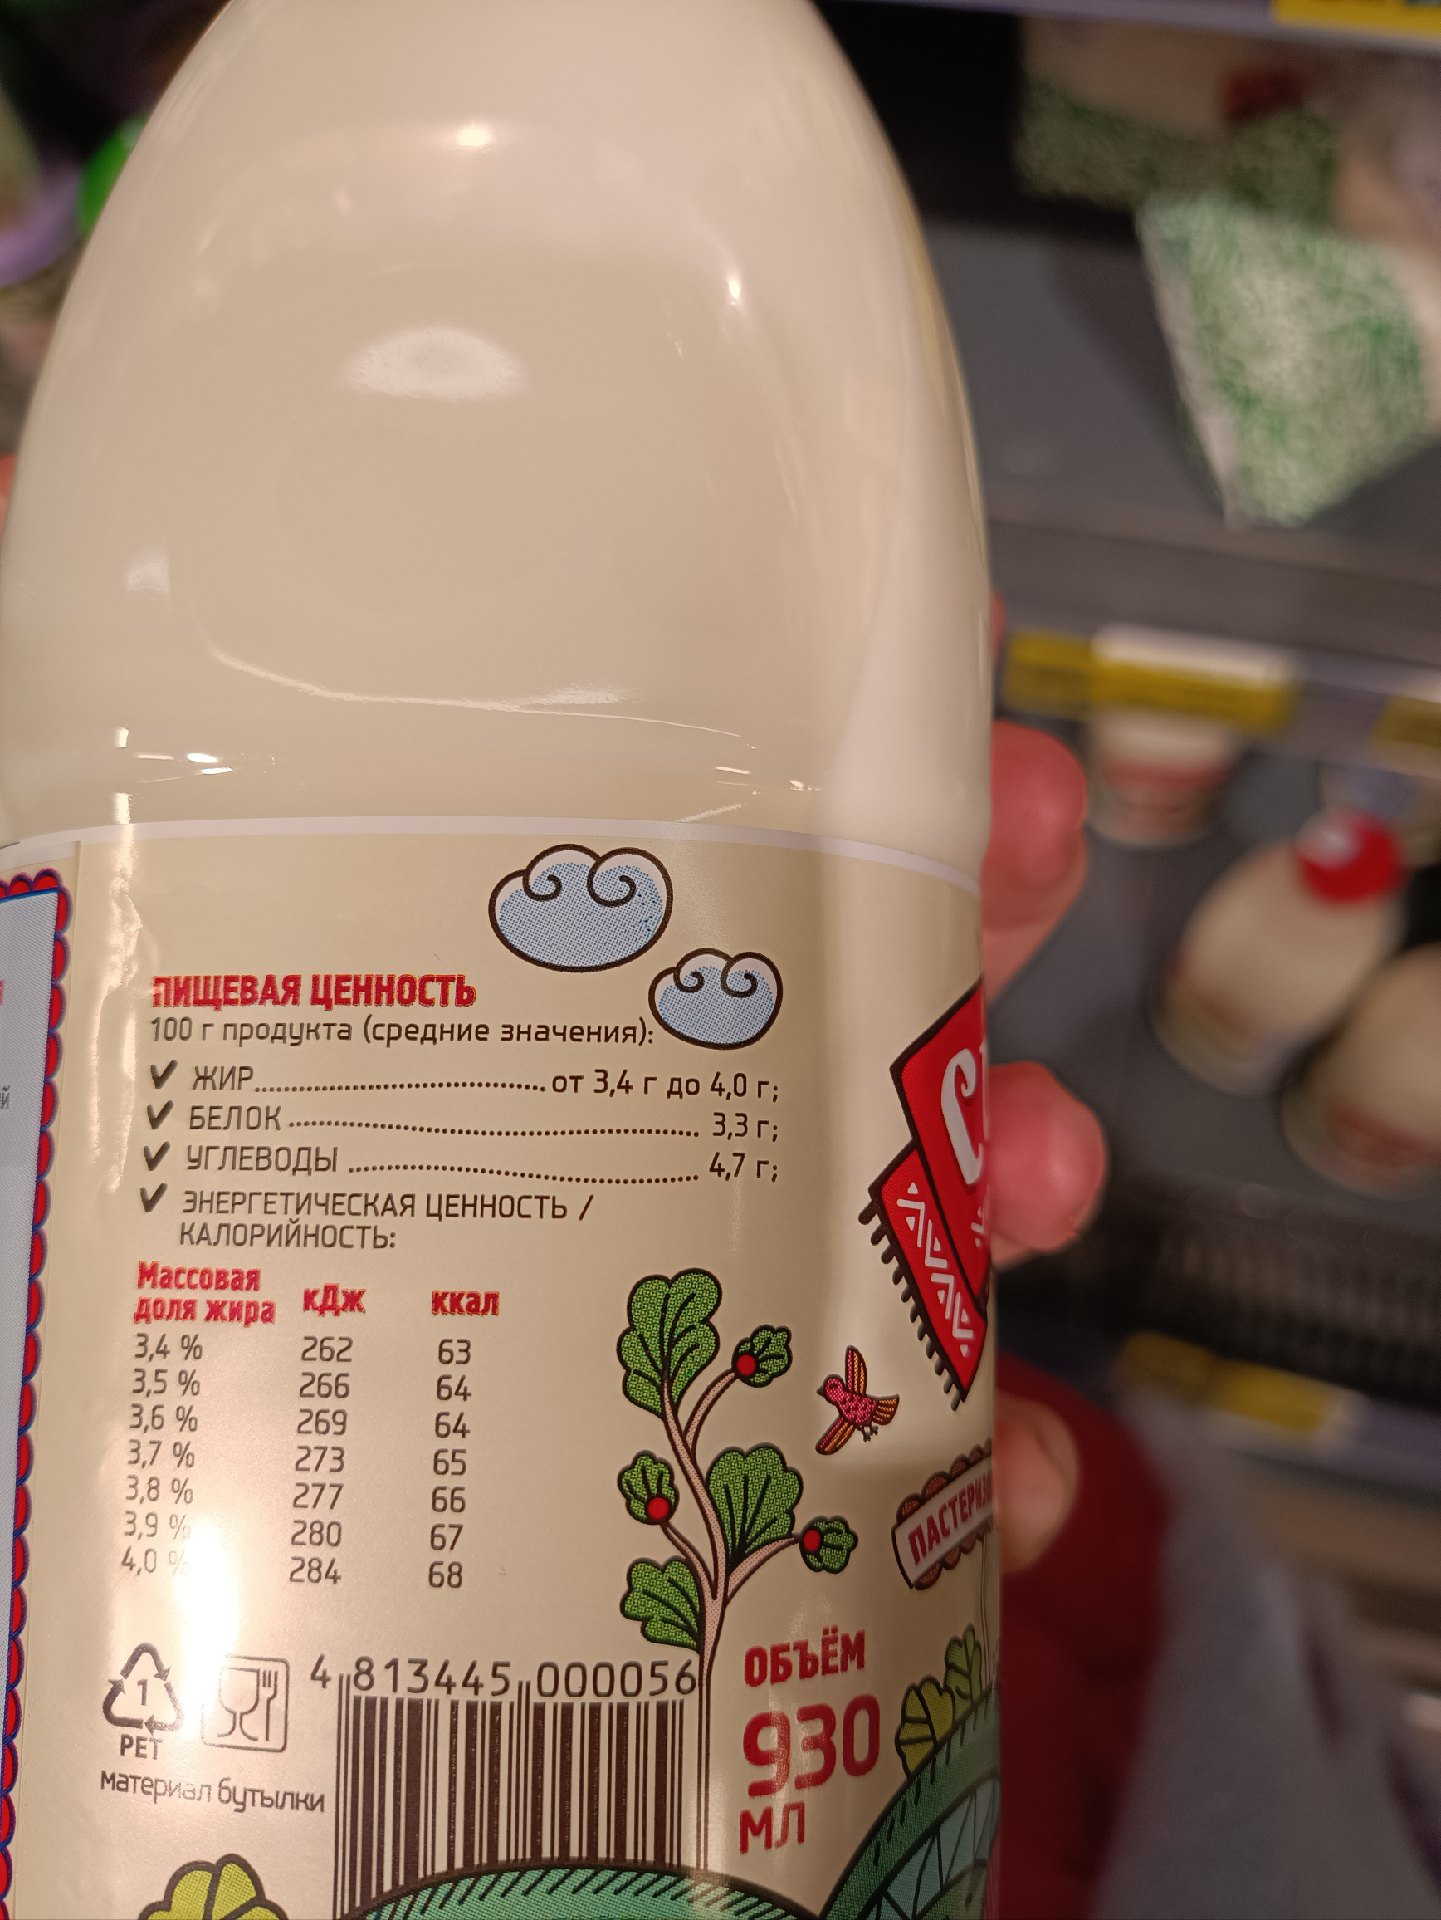 ПИЩЕВАЯ ЦЕННОСТЬ
100 г продукта (средние значения):
✔ ЖИР.............................. от 3,4 г до 4,0 г;
✔ БЕЛОК .............................. 3,3 г;
✔ УГЛЕВОДЫ .............................. 4,7 г;
✔ ЭНЕРГЕТИЧЕСКАЯ ЦЕННОСТЬ /
КАЛОРИЙНОСТЬ:
Массовая
доля жира кДж ккал
3,4 % 262 63
3,5 % 266 64
3,6 % 269 64
3,7 % 273 65
3,8 % 277 66
3,9 % 280 67
4,0 % 284 68
4 813445 000056
1
PET
материал бутылки
ОБЪЁМ
930
МЛ